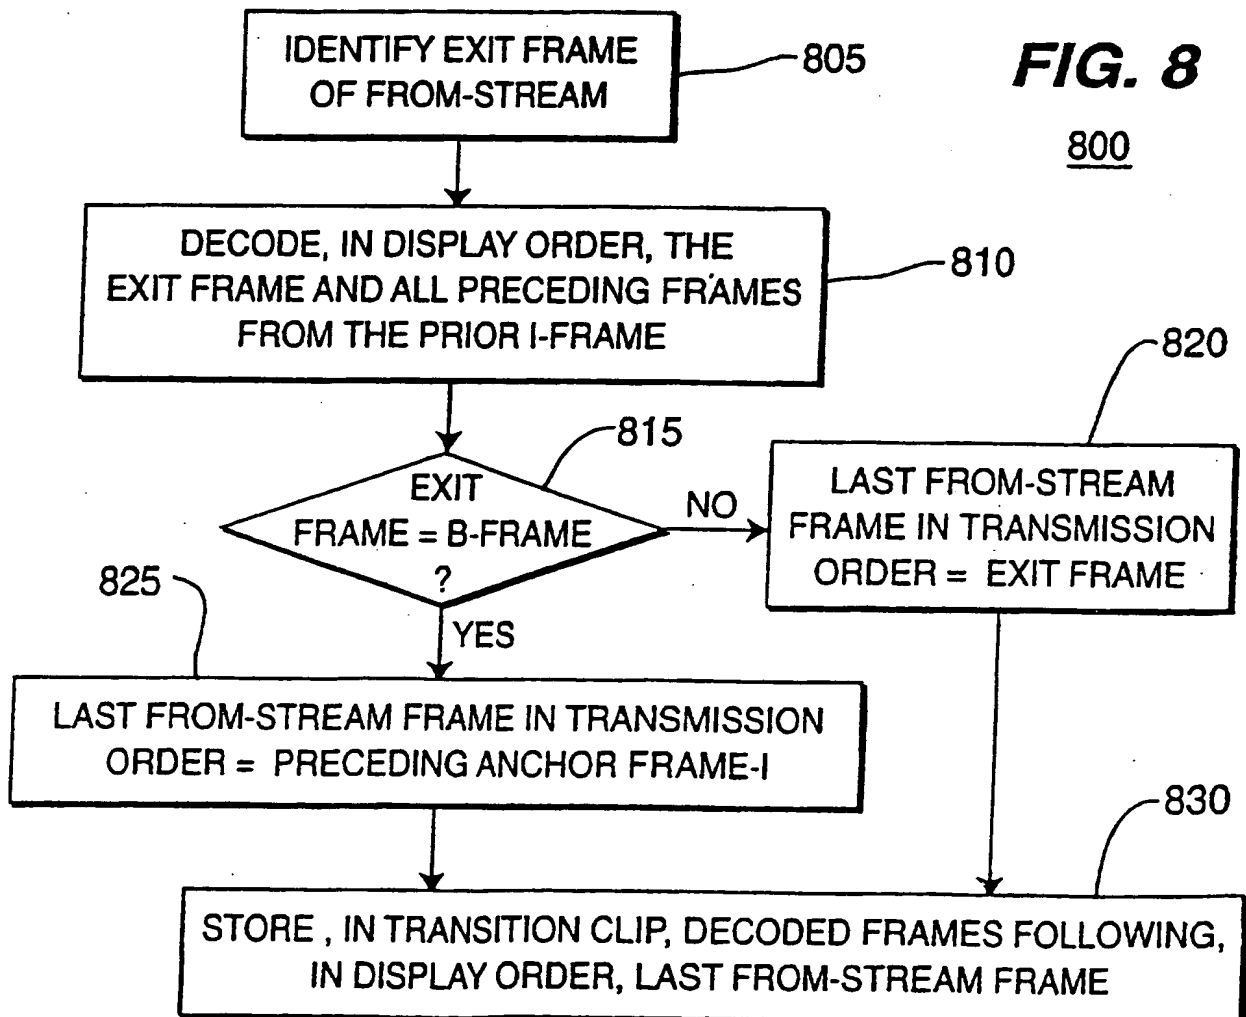 FIG. 8
800
IDENTIFY EXIT FRAME
OF FROM-STREAM
805
DECODE, IN DISPLAY ORDER, THE
EXIT FRAME AND ALL PRECEDING FRAMES
FROM THE PRIOR I-FRAME
810
EXIT
FRAME = B-FRAME
?
815
NO
YES
LAST FROM-STREAM
FRAME IN TRANSMISSION
ORDER = EXIT FRAME
820
825
LAST FROM-STREAM FRAME IN TRANSMISSION
ORDER = PRECEDING ANCHOR FRAME-I
830
STORE , IN TRANSITION CLIP, DECODED FRAMES FOLLOWING,
IN DISPLAY ORDER, LAST FROM-STREAM FRAME